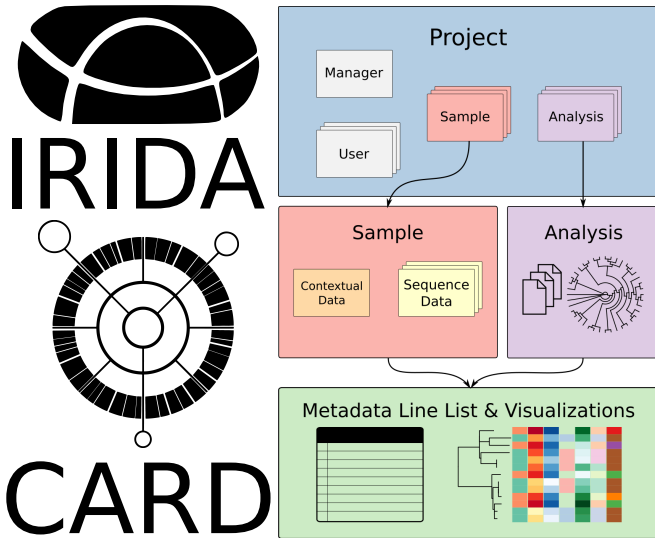 IRIDA
CARD
Project
Manager
Sample
Analysis
User
Sample
Contextual
Data
Sequence
Data
Analysis
Metadata Line List & Visualizations